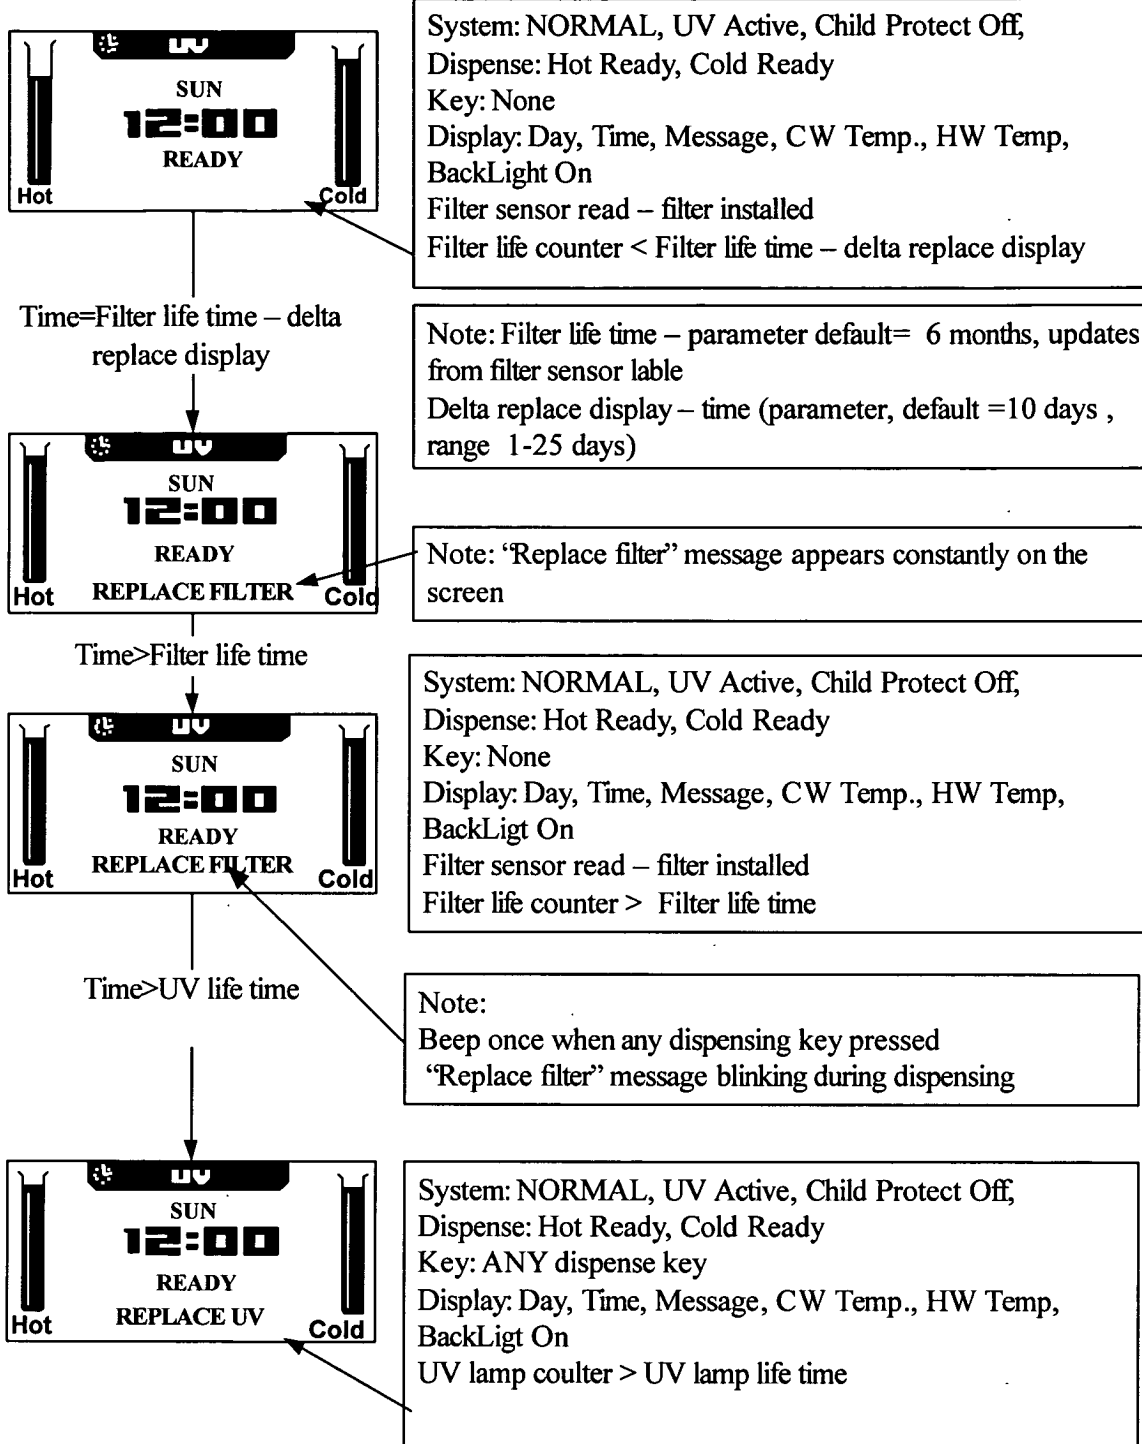 UV
SUN
12:00
READY
Hot
Cold
System: NORMAL, UV Active, Child Protect Off,
Dispense: Hot Ready, Cold Ready
Key: None
Display: Day, Time, Message, CW Temp., HW Temp,
BackLight On
Filter sensor read – filter installed
Filter life counter < Filter life time – delta replace display
Time=Filter life time – delta
replace display
Note: Filter life time – parameter default= 6 months, updates
from filter sensor lable
Delta replace display – time (parameter, default =10 days ,
range 1-25 days)
UV
SUN
12:00
READY
REPLACE FILTER
Hot
Cold
Note: “Replace filter” message appears constantly on the
screen
Time>Filter life time
UV
SUN
12:00
READY
REPLACE FILTER
Hot
Cold
System: NORMAL, UV Active, Child Protect Off,
Dispense: Hot Ready, Cold Ready
Key: None
Display: Day, Time, Message, CW Temp., HW Temp,
BackLigt On
Filter sensor read – filter installed
Filter life counter > Filter life time
Time>UV life time
Note:
Beep once when any dispensing key pressed
“Replace filter” message blinking during dispensing
UV
SUN
12:00
READY
REPLACE UV
Hot
Cold
System: NORMAL, UV Active, Child Protect Off,
Dispense: Hot Ready, Cold Ready
Key: ANY dispense key
Display: Day, Time, Message, CW Temp., HW Temp,
BackLigt On
UV lamp coulter > UV lamp life time